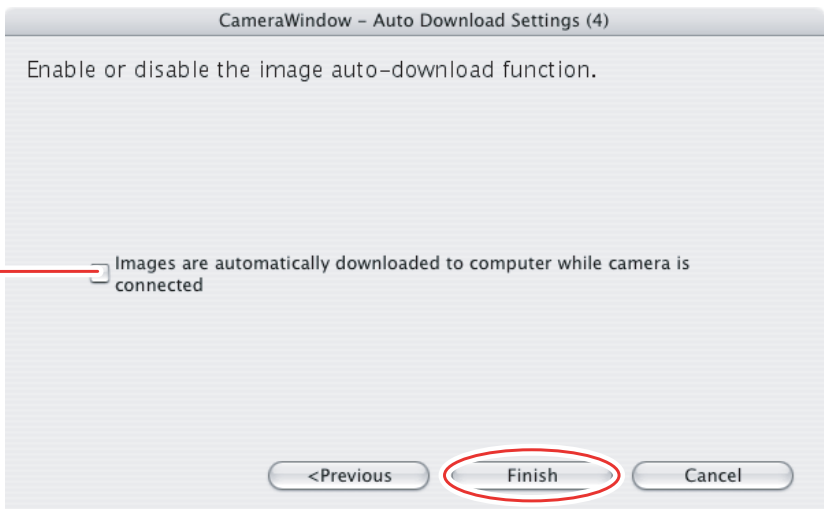 CameraWindow – Auto Download Settings (4)
Enable or disable the image auto–download function.
Images are automatically downloaded to computer while camera is
connected
<Previous
Finish
Cancel